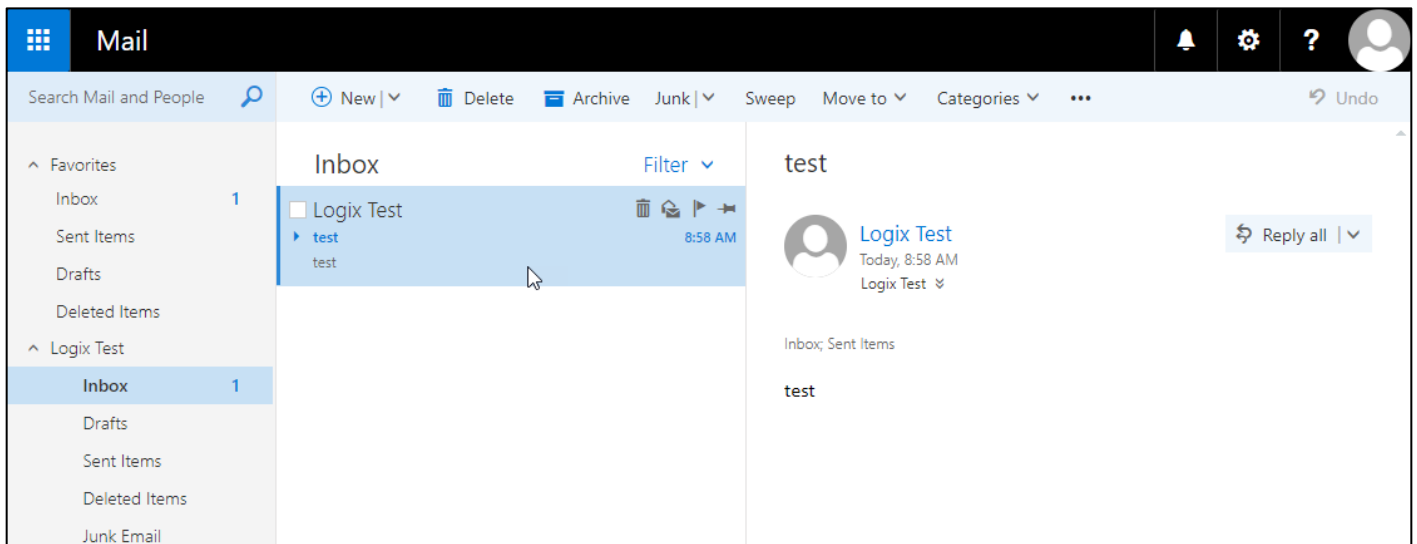 Mail
?
Search Mail and People
New | Delete Archive Junk | Sweep Move to Categories ••• Undo
Favorites
Inbox 1
Sent Items
Drafts
Deleted Items
Logix Test
Inbox 1
Drafts
Sent Items
Deleted Items
Junk Email
Inbox Filter
Logix Test
test 8:58 AM
test
test
Logix Test
Today, 8:58 AM
Logix Test
Reply all |
Inbox; Sent Items
test